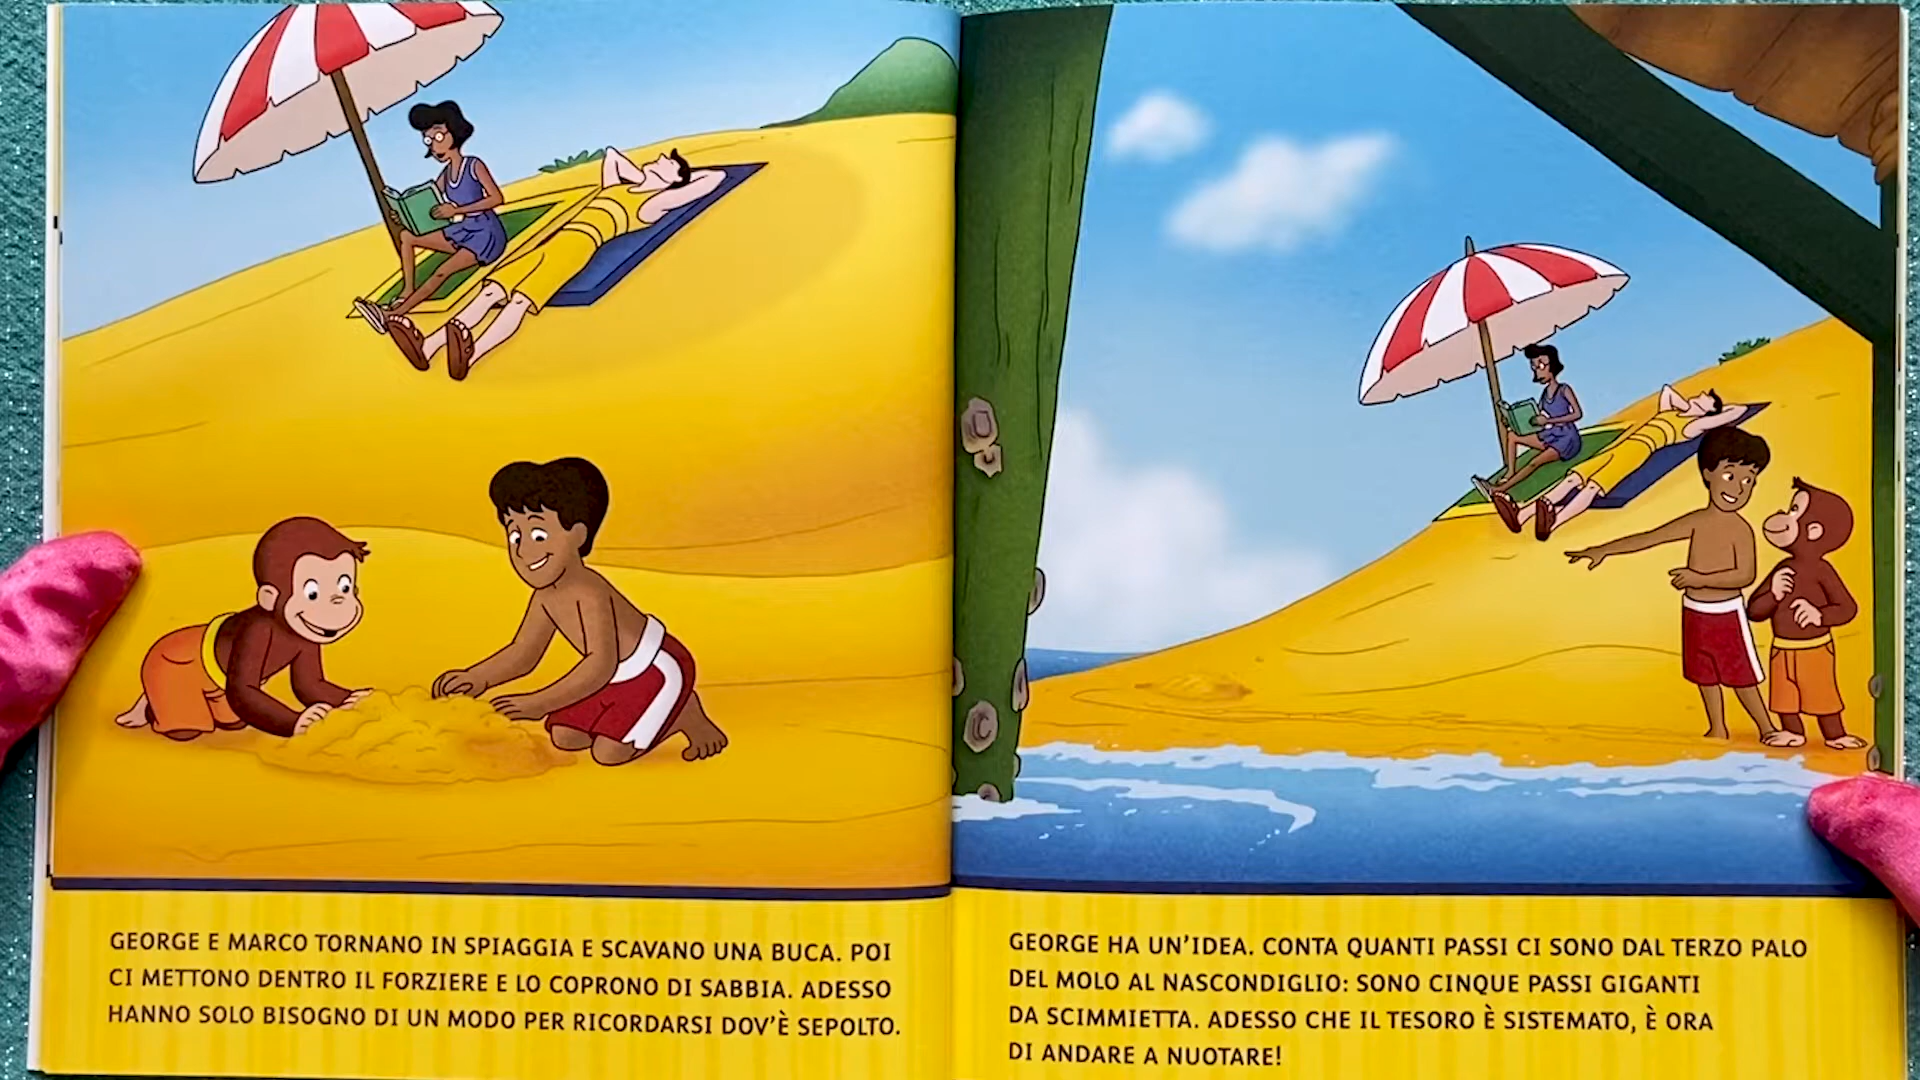 GEORGE E MARCO TORNANO IN SPIAGGIA E SCAVANO UNA BUCA. POI
CI METTONO DENTRO IL FORZIERE E LO COPRONO DI SABBIA. ADESSO
HANNO SOLO BISOGNO DI UN MODO PER RICORDARSI DOV'È SEPOLTO.
GEORGE HA UN'IDEA. CONTA QUANTI PASSI CI SONO DAL TERZO PALO
DEL MOLO AL NASCONDIGLIO: SONO CINQUE PASSI GIGANTI
DA SCIMMIETTA. ADESSO CHE IL TESORO È SISTEMATO, È ORA
DI ANDARE A NUOTARE!